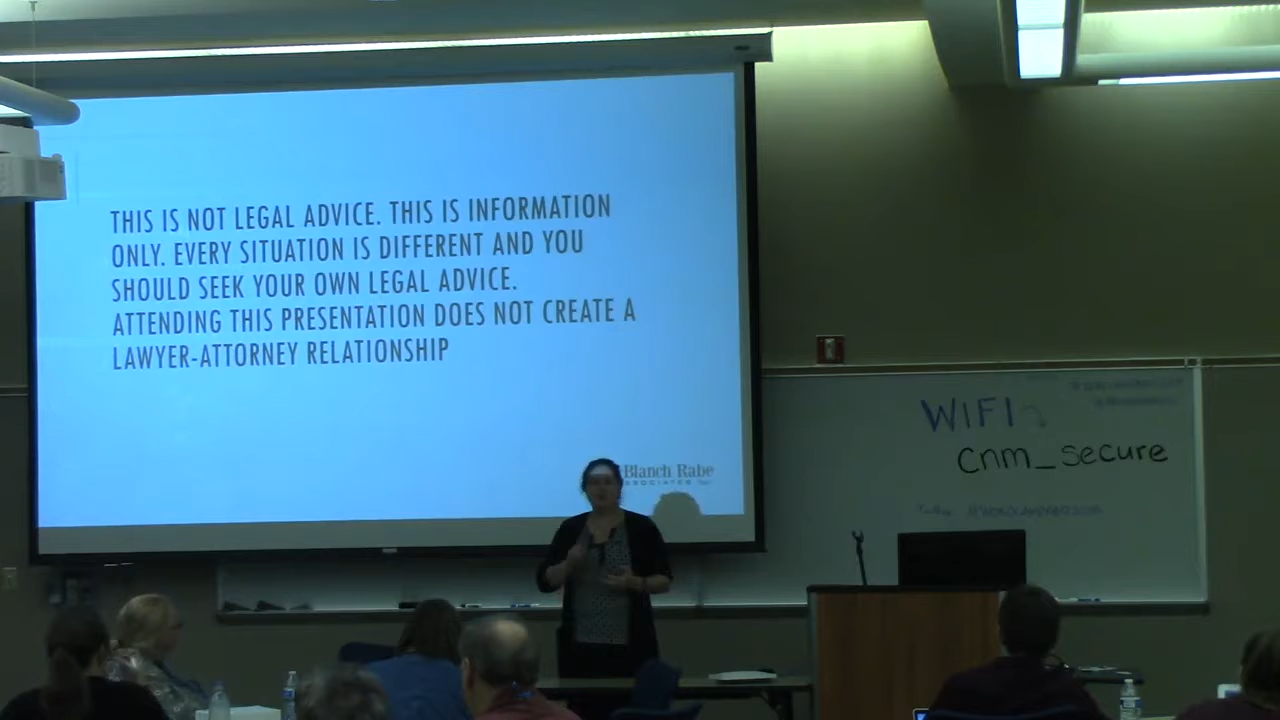 THIS IS NOT LEGAL ADVICE. THIS IS INFORMATION
ONLY. EVERY SITUATION IS DIFFERENT AND YOU
SHOULD SEEK YOUR OWN LEGAL ADVICE.
ATTENDING THIS PRESENTATION DOES NOT CREATE A
LAWYER-ATTORNEY RELATIONSHIP
Blanch Rabe
WIFI
cnm_secure